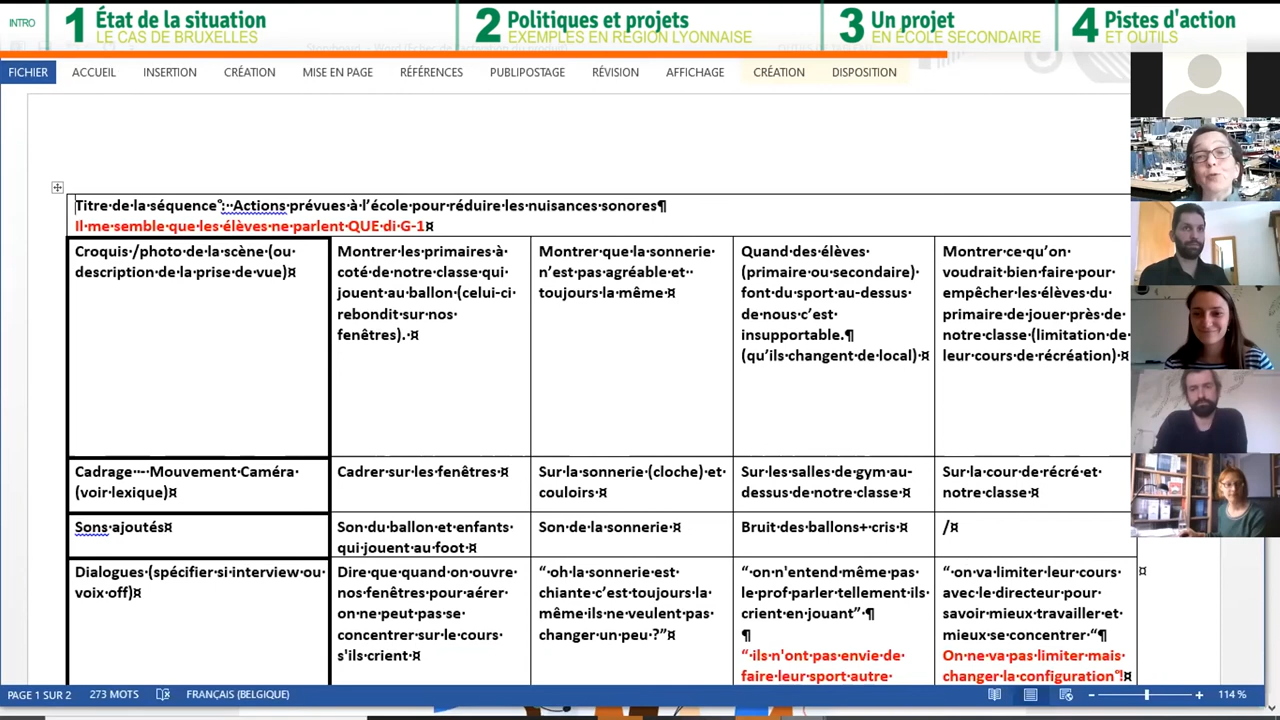 INTRO
1 État de la situation
LE CAS DE BRUXELLES
2 Politiques et projets
EXEMPLES EN RÉGION LYONNAISE
3 Un projet
EN ÉCOLE SECONDAIRE
4 Pistes d'action
ET OUTILS
FICHIER ACCUEIL INSERTION CRÉATION MISE EN PAGE RÉFÉRENCES PUBLIPOSTAGE RÉVISION AFFICHAGE CRÉATION DISPOSITION
Titre·de·la·séquence°:··Actions·prévues·à·l'école·pour·réduire·les·nuisances·sonores¶
Il·me·semble·que·les·élèves·ne·parlent·QUE·di·G-1¤
Croquis·/photo·de·la·scène·(ou·
description·de·la·prise·de·vue)¤
Montrer·les·primaires·à·
coté·de·notre·classe·qui·
jouent·au·ballon·(celui-ci·
rebondit·sur·nos·
fenêtres).·¤
Montrer·que·la·sonnerie·
n'est·pas·agréable·et··
toujours·la·même·¤
Quand·des·élèves·
(primaire·ou·secondaire)·
font·du·sport·au-dessus·
de·nous·c'est·
insupportable.¶
(qu'ils·changent·de·local)·¤
Montrer·ce·qu'on·
voudrait·bien·faire·pour·
empêcher·les·élèves·du·
primaire·de·jouer·près·de·
notre·classe·(limitation·de·
leur·cours·de·récréation)·¤
Cadrage·–·Mouvement·Caméra·
(voir·lexique)¤
Cadrer·sur·les·fenêtres·¤
Sur·la·sonnerie·(cloche)·et·
couloirs·¤
Sur·les·salles·de·gym·au-
dessus·de·notre·classe·¤
Sur·la·cour·de·récré·et·
notre·classe·¤
Sons·ajoutés¤
Son·du·ballon·et·enfants·
qui·jouent·au·foot·¤
Son·de·la·sonnerie·¤
Bruit·des·ballons+·cris·¤
/¤
Dialogues·(spécifier·si·interview·ou·
voix·off)¤
Dire·que·quand·on·ouvre·
nos·fenêtres·pour·aérer·
on·ne·peut·pas·se·
concentrer·sur·le·cours·
s'ils·crient·¤
“·oh·la·sonnerie·est·
chiante·c'est·toujours·la·
même·ils·ne·veulent·pas·
changer·un·peu·?”¤
“·on·n'entend·même·pas·
le·prof·parler·tellement·ils·
crient·en·jouant”·¶
¶
“·ils·n'ont·pas·envie·de·
faire·leur·sport·autre·
“·on·va·limiter·leur·cours·
avec·le·directeur·pour·
savoir·mieux·travailler·et·
mieux·se·concentrer·“¶
On·ne·va·pas·limiter·mais·
changer·la·configuration°!¤
¤
PAGE 1 SUR 2 273 MOTS FRANÇAIS (BELGIQUE) 114 %